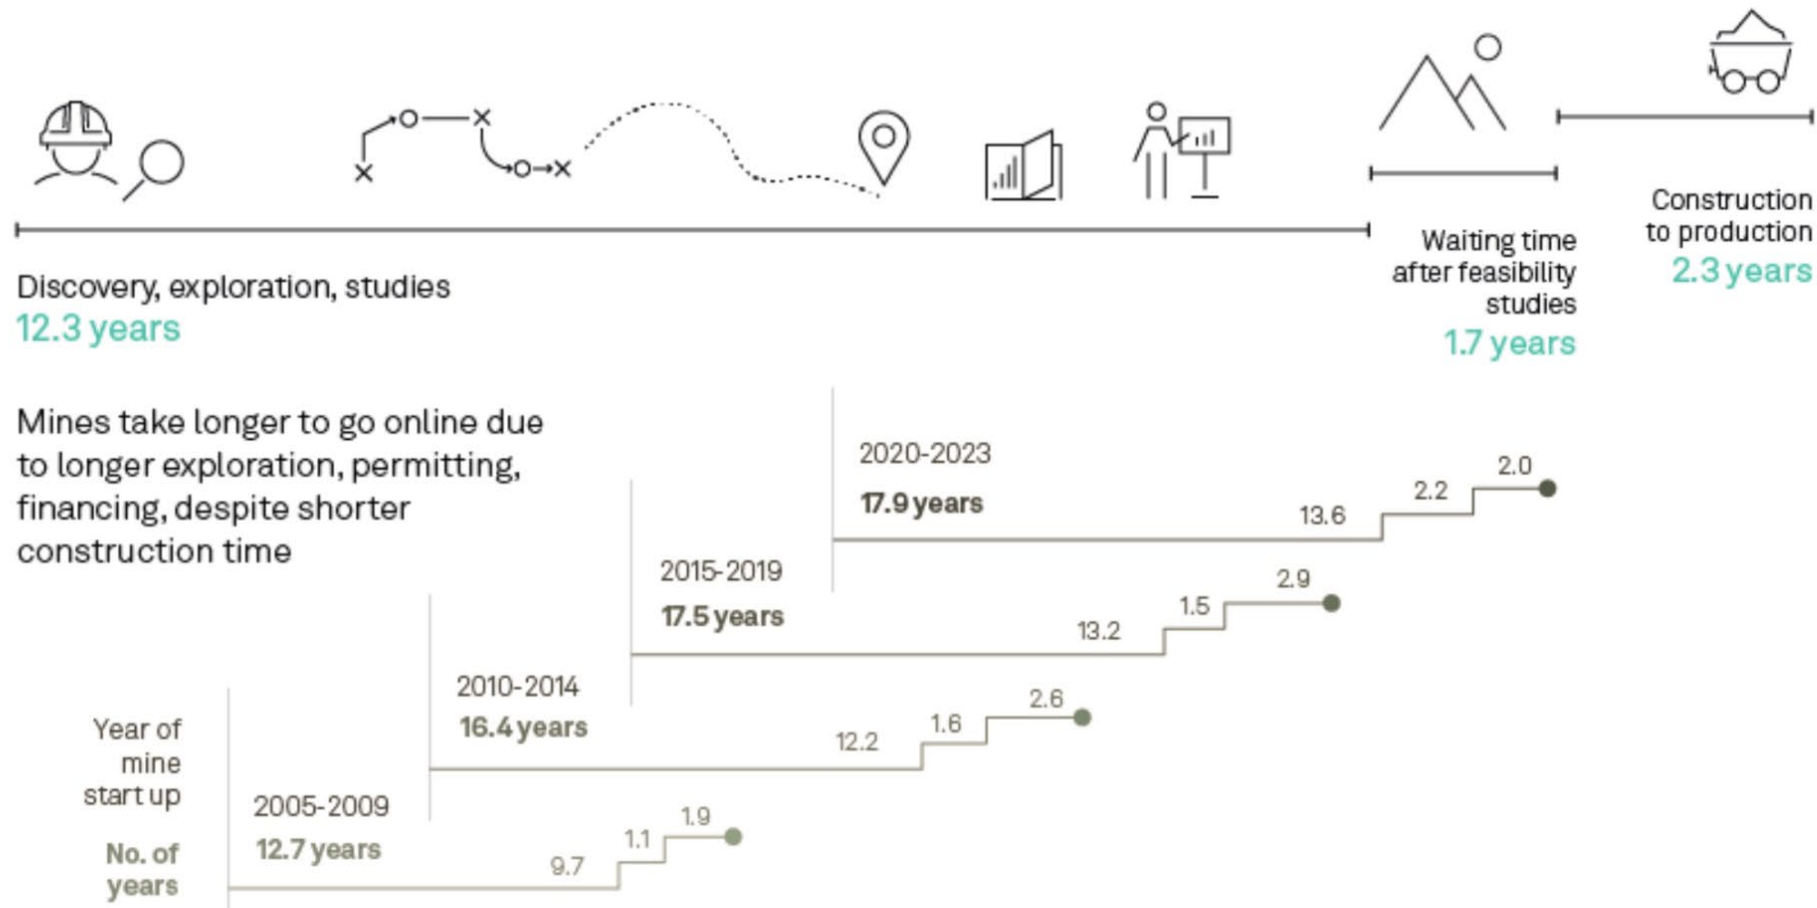 Discovery, exploration, studies
12.3 years
Waiting time
after feasibility
studies
1.7 years
Construction
to production
2.3 years
Mines take longer to go online due
to longer exploration, permitting,
financing, despite shorter
construction time
2020-2023
17.9 years
13.6
2.2
2.0
2015-2019
17.5 years
13.2
1.5
2.9
2010-2014
16.4 years
12.2
1.6
2.6
Year of
mine
start up
No. of
years
2005-2009
12.7 years
9.7
1.1
1.9